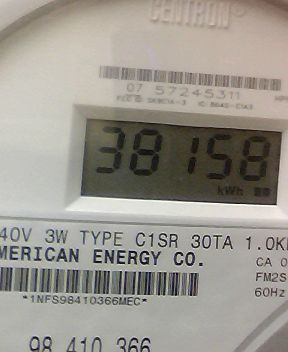 CENTRON®
07 57245311
38158
kWh
40V 3W TYPE C1SR 30TA 1.0K
MERICAN ENERGY CO.
CA 0
FM2S
60Hz
*1NFS98410366MEC*
98 410 366